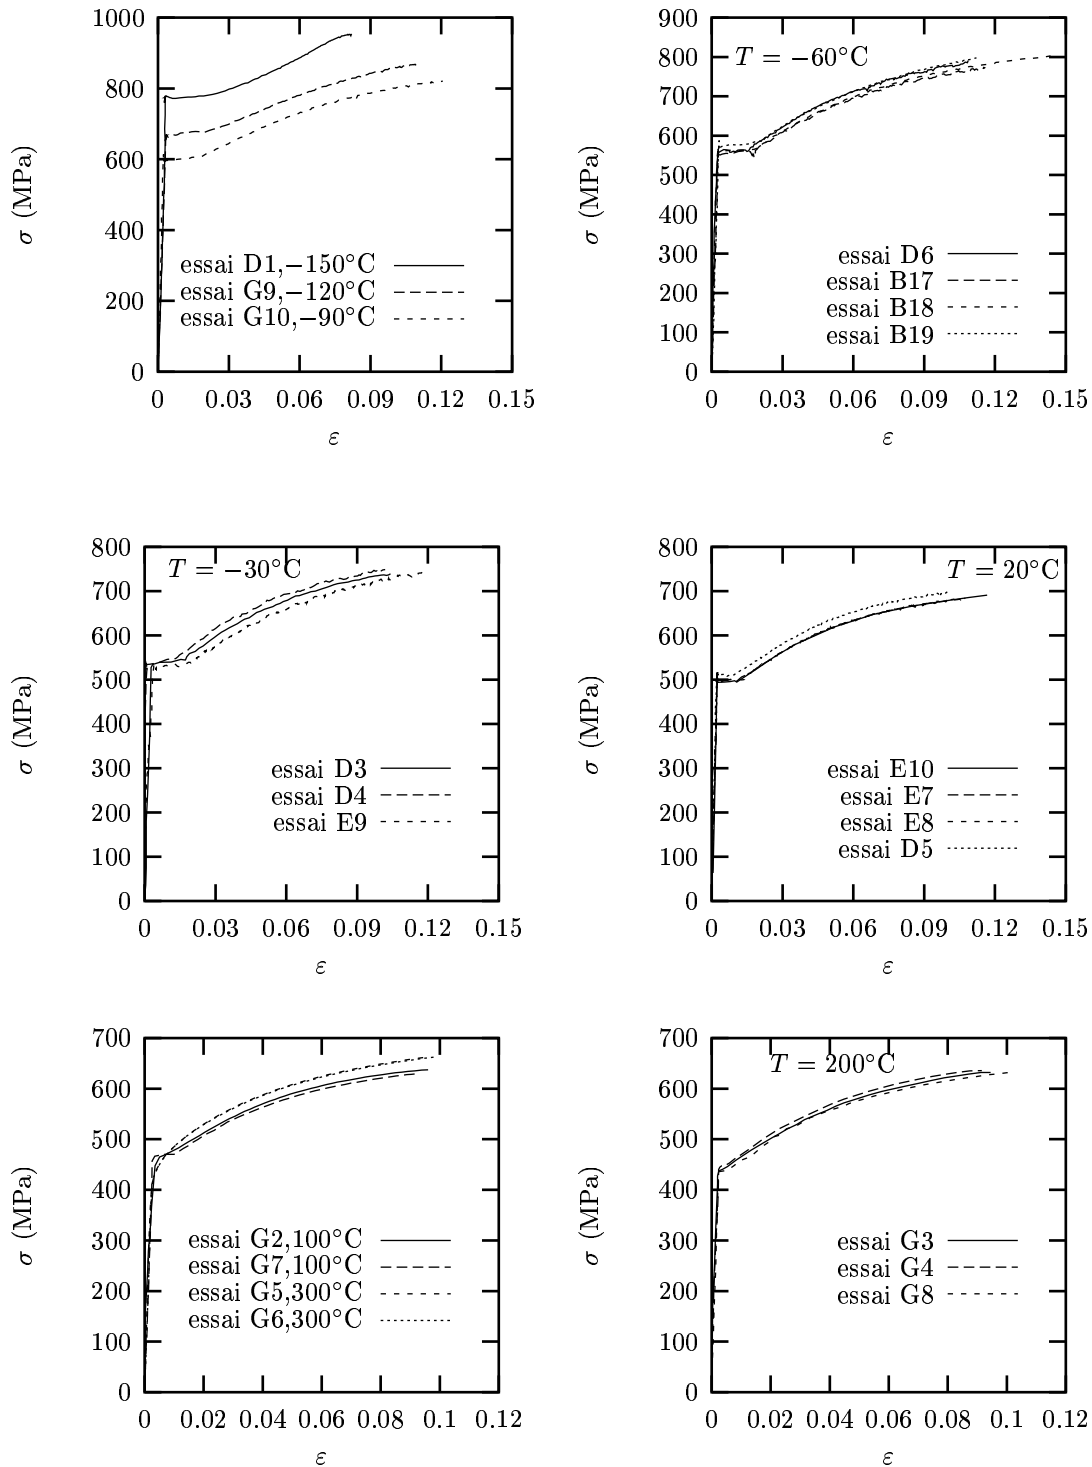 1000
800
600
400
200
0
σ (MPa)
essai D1,−150°C
essai G9,−120°C
essai G10,−90°C
0 0.03 0.06 0.09 0.12 0.15
ε
900
800
700
600
500
400
300
200
100
0
σ (MPa)
T = −60°C
essai D6
essai B17
essai B18
essai B19
0 0.03 0.06 0.09 0.12 0.15
ε
800
700
600
500
400
300
200
100
0
σ (MPa)
T = −30°C
essai D3
essai D4
essai E9
0 0.03 0.06 0.09 0.12 0.15
ε
800
700
600
500
400
300
200
100
0
σ (MPa)
T = 20°C
essai E10
essai E7
essai E8
essai D5
0 0.03 0.06 0.09 0.12 0.15
ε
700
600
500
400
300
200
100
0
σ (MPa)
essai G2,100°C
essai G7,100°C
essai G5,300°C
essai G6,300°C
0 0.02 0.04 0.06 0.08 0.1 0.12
ε
700
600
500
400
300
200
100
0
σ (MPa)
T = 200°C
essai G3
essai G4
essai G8
0 0.02 0.04 0.06 0.08 0.1 0.12
ε